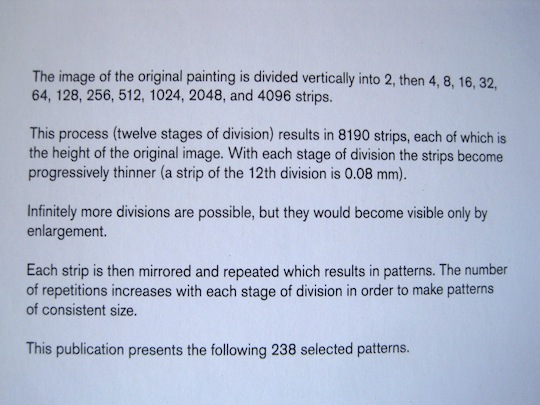 The image of the original painting is divided vertically into 2, then 4, 8, 16, 32,
64, 128, 256, 512, 1024, 2048, and 4096 strips.
This process (twelve stages of division) results in 8190 strips, each of which is
the height of the original image. With each stage of division the strips become
progressively thinner (a strip of the 12th division is 0.08 mm).
Infinitely more divisions are possible, but they would become visible only by
enlargement.
Each strip is then mirrored and repeated which results in patterns. The number
of repetitions increases with each stage of division in order to make patterns
of consistent size.
This publication presents the following 238 selected patterns.